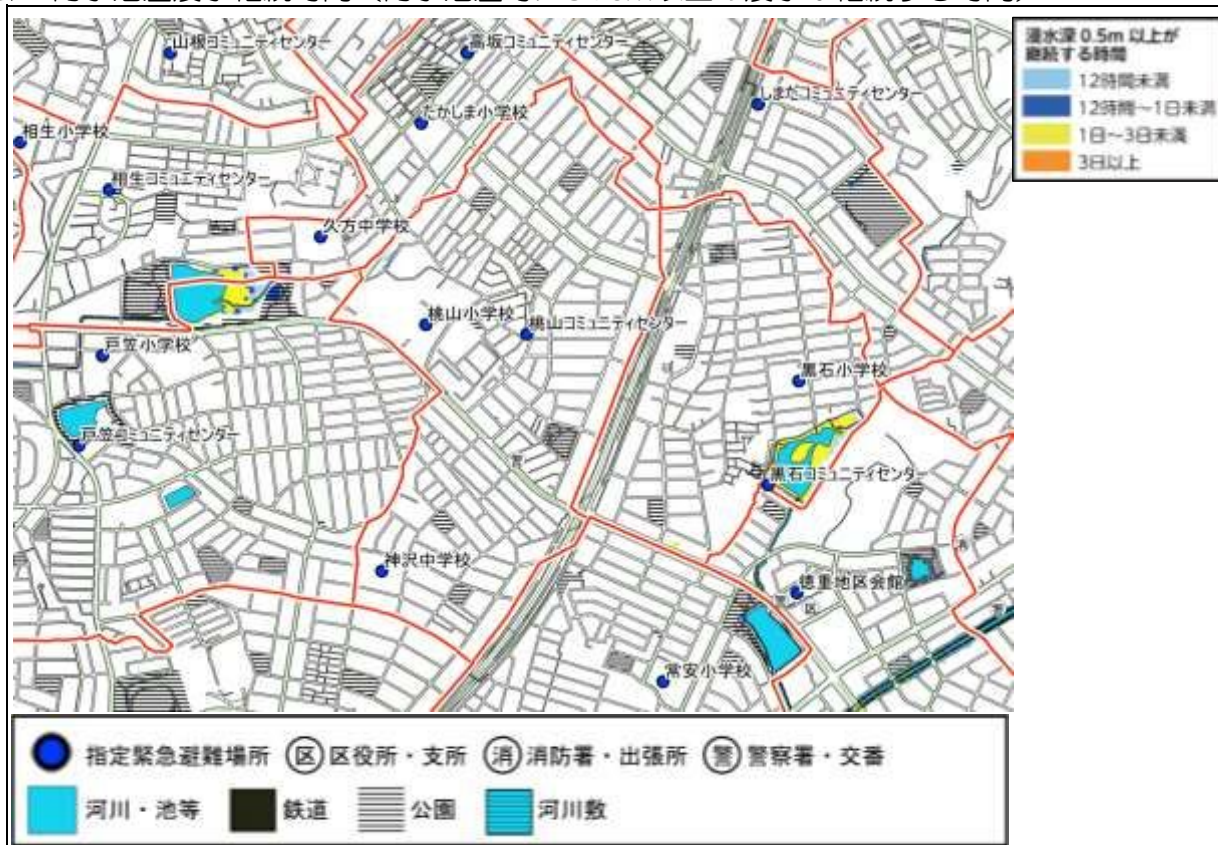 浸水深 0.5m 以上が
継続する時間
12時間未満
12時間～1日未満
1日～3日未満
3日以上
山根コミュニティセンター
高坂コミュニティセンター
しまだコミュニティセンター
たかしま小学校
相生小学校
相生コミュニティセンター
久方中学校
桃山小学校
桃山コミュニティセンター
戸笠小学校
黒石小学校
戸笠コミュニティセンター
黒石コミュニティセンター
神沢中学校
徳重地区会館
常安小学校
指定緊急避難場所 区 区役所・支所 消 消防署・出張所 警 警察署・交番
河川・池等 鉄道 公園 河川敷